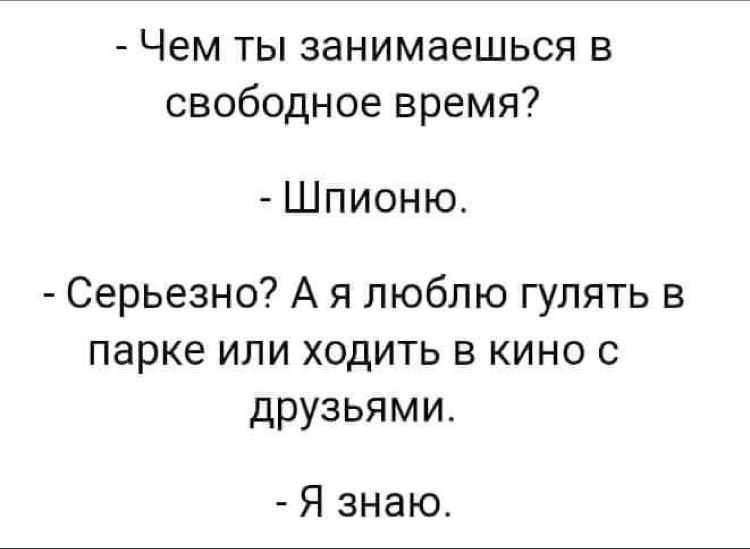 - Чем ты занимаешься в
свободное время?
- Шпионю.
- Серьезно? А я люблю гулять в
парке или ходить в кино с
друзьями.
- Я знаю.